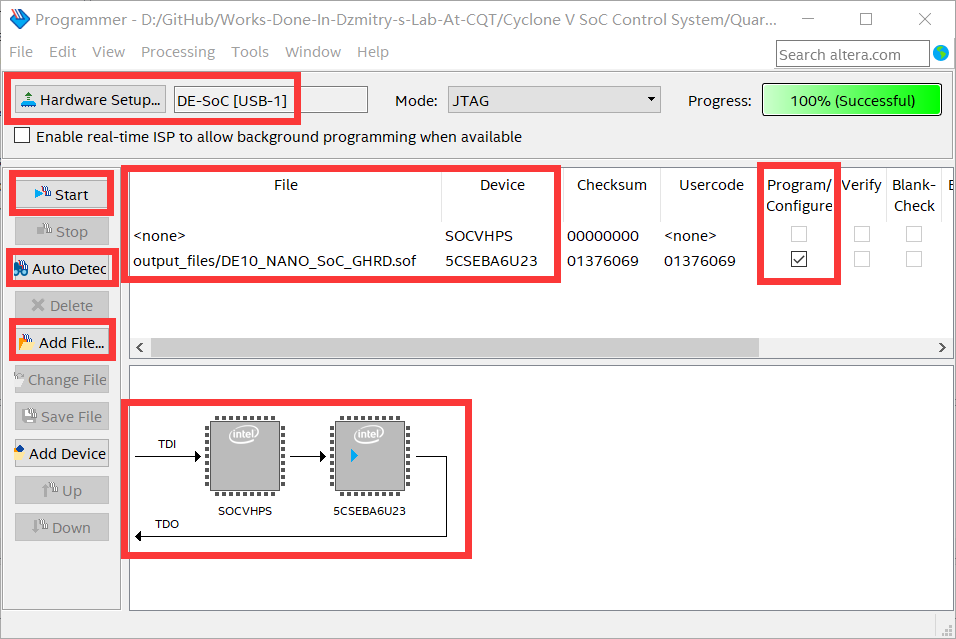 Programmer - D:/GitHub/Works-Done-In-Dzmitry-s-Lab-At-CQT/Cyclone V SoC Control System/Quar...
File Edit View Processing Tools Window Help
Search altera.com
Hardware Setup... DE-SoC [USB-1] Mode: JTAG Progress: 100% (Successful)
Enable real-time ISP to allow background programming when available
Start
Stop
Auto Detec
Delete
Add File...
Change File
Save File
Add Device
Up
Down
File Device Checksum Usercode Program/ Verify Blank- E
Configure Check
<none> SOCVHPS 00000000 <none>
output_files/DE10_NANO_SoC_GHRD.sof 5CSEBA6U23 01376069 01376069
intel intel
TDI
SOCVHPS 5CSEBA6U23
TDO